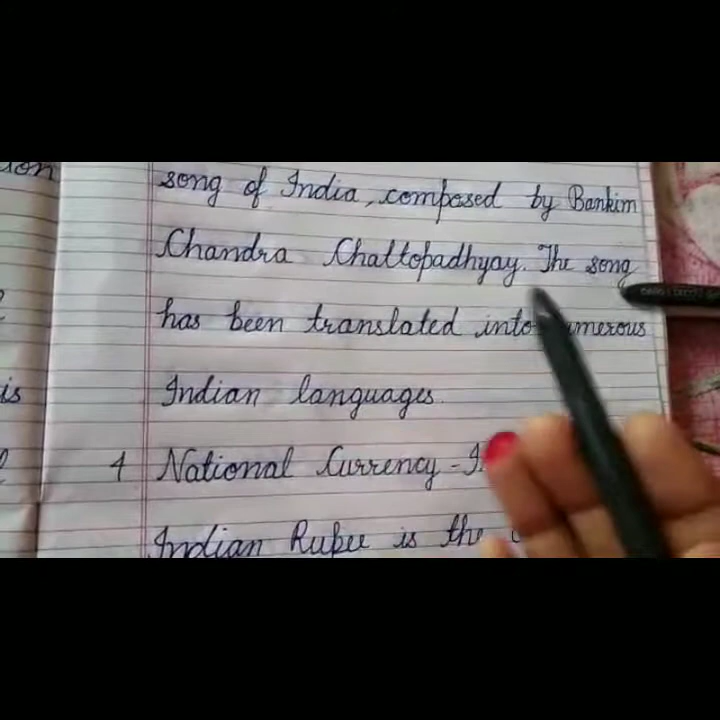 song of India, composed by Bankim
Chandra Chattopadhyay. The song
has been translated into
Indian languages.
is
4 National Currency -
Indian Rupee is the